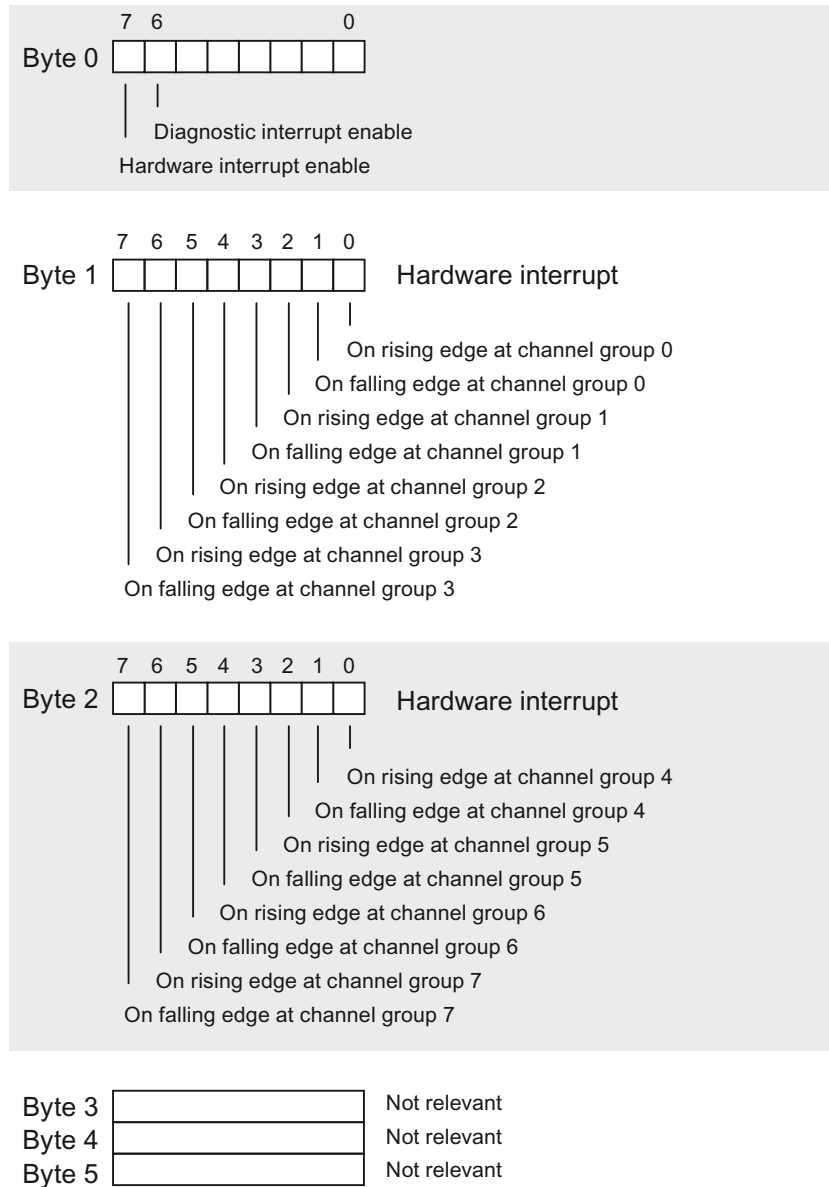 7 6 0
Byte 0
Diagnostic interrupt enable
Hardware interrupt enable
7 6 5 4 3 2 1 0
Byte 1 Hardware interrupt
On rising edge at channel group 0
On falling edge at channel group 0
On rising edge at channel group 1
On falling edge at channel group 1
On rising edge at channel group 2
On falling edge at channel group 2
On rising edge at channel group 3
On falling edge at channel group 3
7 6 5 4 3 2 1 0
Byte 2 Hardware interrupt
On rising edge at channel group 4
On falling edge at channel group 4
On rising edge at channel group 5
On falling edge at channel group 5
On rising edge at channel group 6
On falling edge at channel group 6
On rising edge at channel group 7
On falling edge at channel group 7
Byte 3 Not relevant
Byte 4 Not relevant
Byte 5 Not relevant